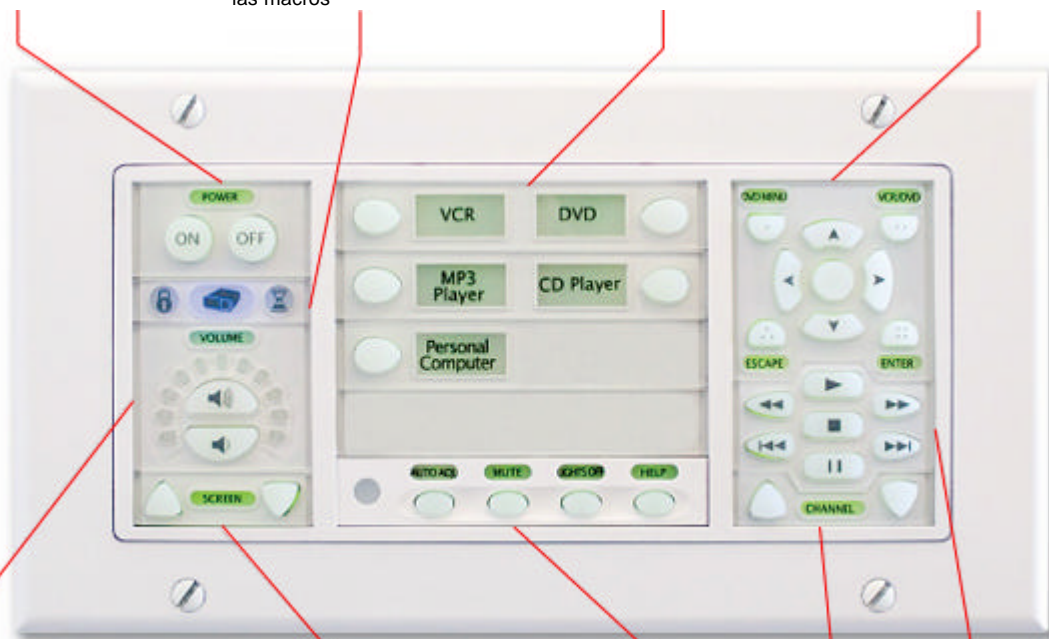 las macros
POWER
ON OFF
VOLUME
SCREEN
VCR DVD
MP3
Player
CD Player
Personal
Computer
AUTO ADJ MUTE LIGHTS OFF HELP
DVD MENU VCR/DVD
ESCAPE ENTER
CHANNEL